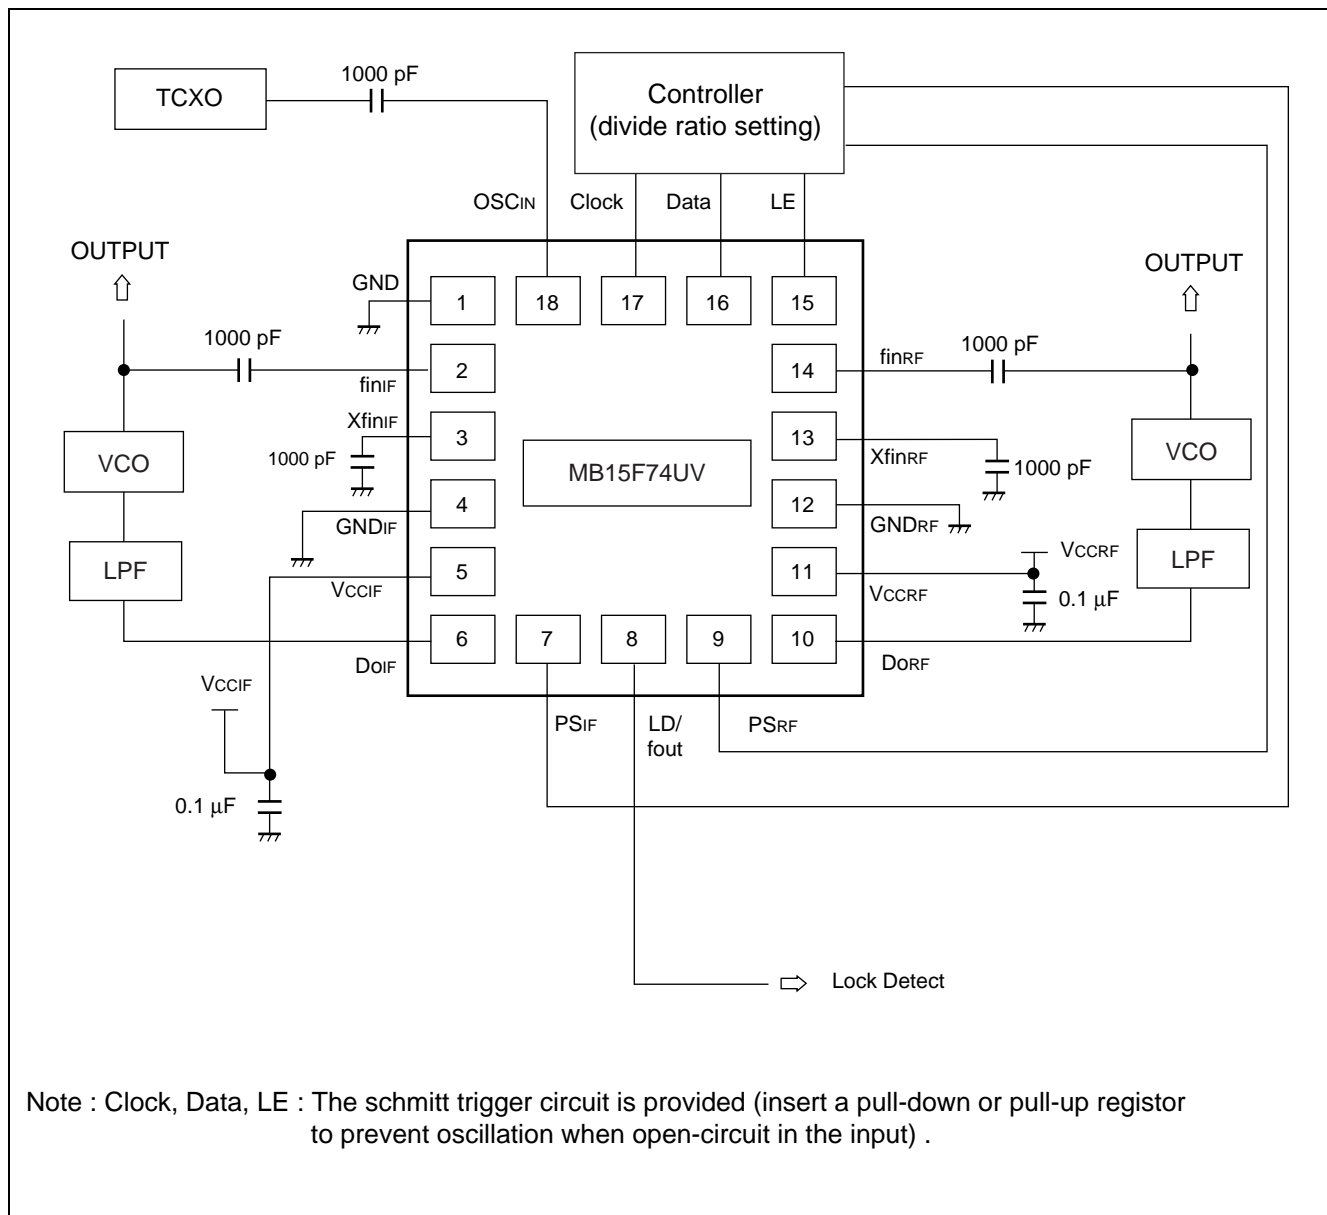 TCXO
1000 pF
Controller
(divide ratio setting)
OSCIN
Clock
Data
LE
OUTPUT
OUTPUT
GND
1
18
17
16
15
1000 pF
finIF
2
14
finRF
1000 pF
XfinIF
1000 pF
3
MB15F74UV
13
XfinRF
1000 pF
VCO
VCO
GNDIF
4
12
GNDRF
LPF
LPF
VCCIF
5
11
VCCRF
VCCRF
0.1 µF
DoIF
6
7
8
9
10
DoRF
VCCIF
0.1 µF
PSIF
LD/
fout
PSRF
Lock Detect
Note : Clock, Data, LE : The schmitt trigger circuit is provided (insert a pull-down or pull-up registor
to prevent oscillation when open-circuit in the input) .